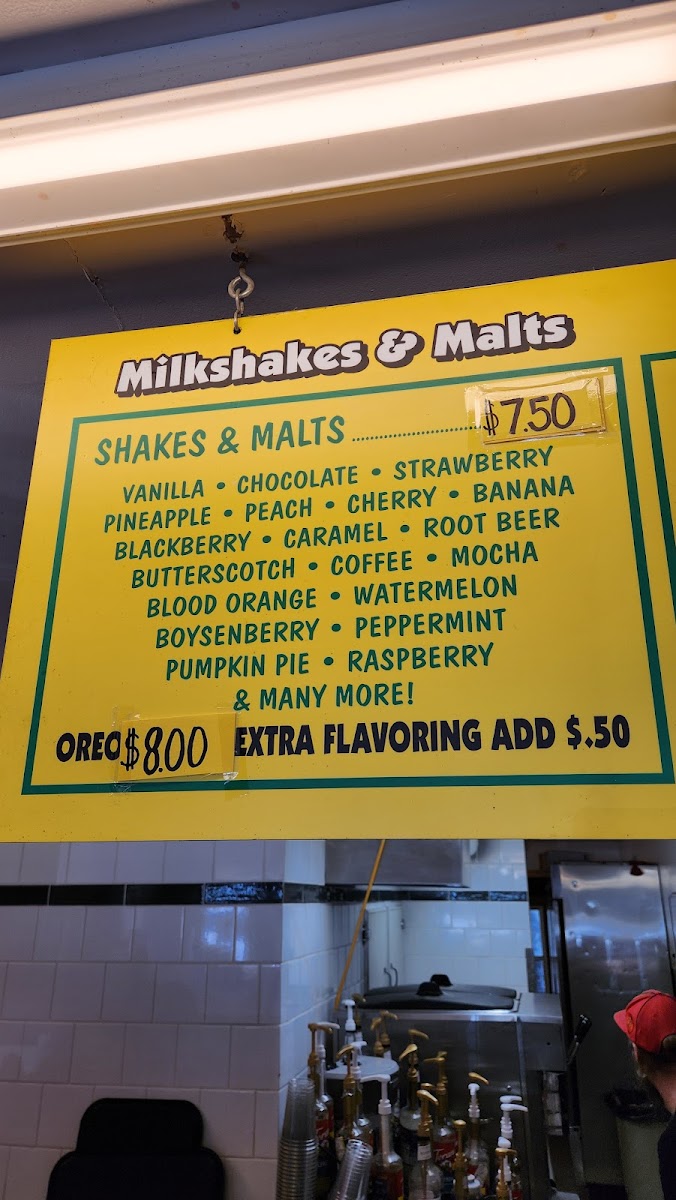 Milkshakes & Malts
SHAKES & MALTS ........................ $7.50
VANILLA • CHOCOLATE • STRAWBERRY
PINEAPPLE • PEACH • CHERRY • BANANA
BLACKBERRY • CARAMEL • ROOT BEER
BUTTERSCOTCH • COFFEE • MOCHA
BLOOD ORANGE • WATERMELON
BOYSENBERRY • PEPPERMINT
PUMPKIN PIE • RASPBERRY
& MANY MORE!
OREO $8.00 EXTRA FLAVORING ADD $.50